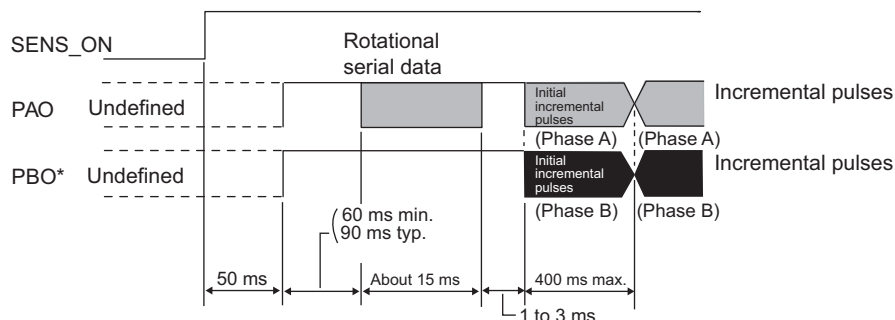 SENS_ON
Rotational
serial data
PAO
Undefined
Initial
incremental
pulses
Incremental pulses
(Phase A)
(Phase A)
PBO*
Undefined
Initial
incremental
pulses
Incremental pulses
(Phase B)
(Phase B)
(60 ms min.
90 ms typ.
50 ms
About 15 ms
400 ms max.
1 to 3 ms